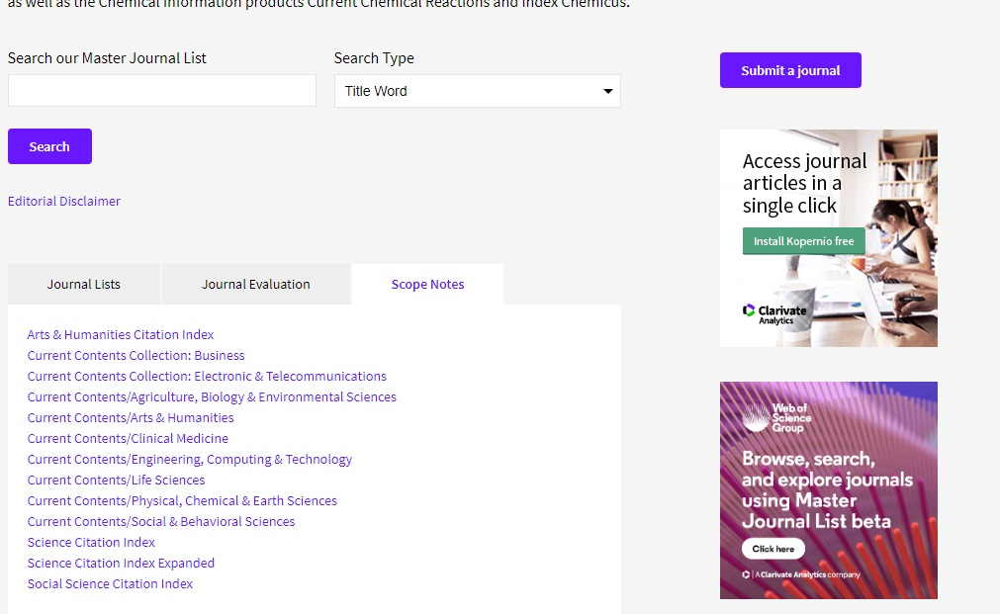 as well as the Chemical Information products Current Chemical Reactions and Index Chemicus.
Search our Master Journal List
Search Type
Title Word
Search
Editorial Disclaimer
Journal Lists
Journal Evaluation
Scope Notes
Arts & Humanities Citation Index
Current Contents Collection: Business
Current Contents Collection: Electronic & Telecommunications
Current Contents/Agriculture, Biology & Environmental Sciences
Current Contents/Arts & Humanities
Current Contents/Clinical Medicine
Current Contents/Engineering, Computing & Technology
Current Contents/Life Sciences
Current Contents/Physical, Chemical & Earth Sciences
Current Contents/Social & Behavioral Sciences
Science Citation Index
Science Citation Index Expanded
Social Science Citation Index
Submit a journal
Access journal
articles in a
single click
Install Kopernio free
Clarivate
Analytics
Web of
Science
Group
Browse, search,
and explore journals
using Master
Journal List beta
Click here
A Clarivate Analytics company